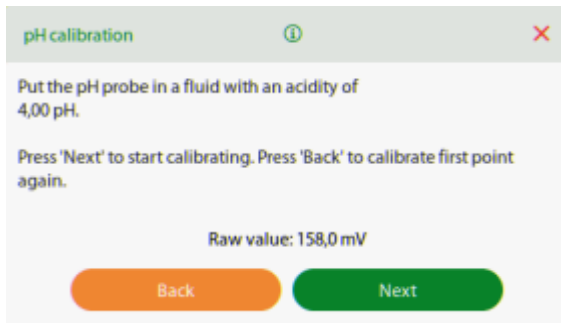 pH calibration
Put the pH probe in a fluid with an acidity of
4,00 pH.
Press 'Next' to start calibrating. Press 'Back' to calibrate first point
again.
Raw value: 158,0 mV
Back
Next